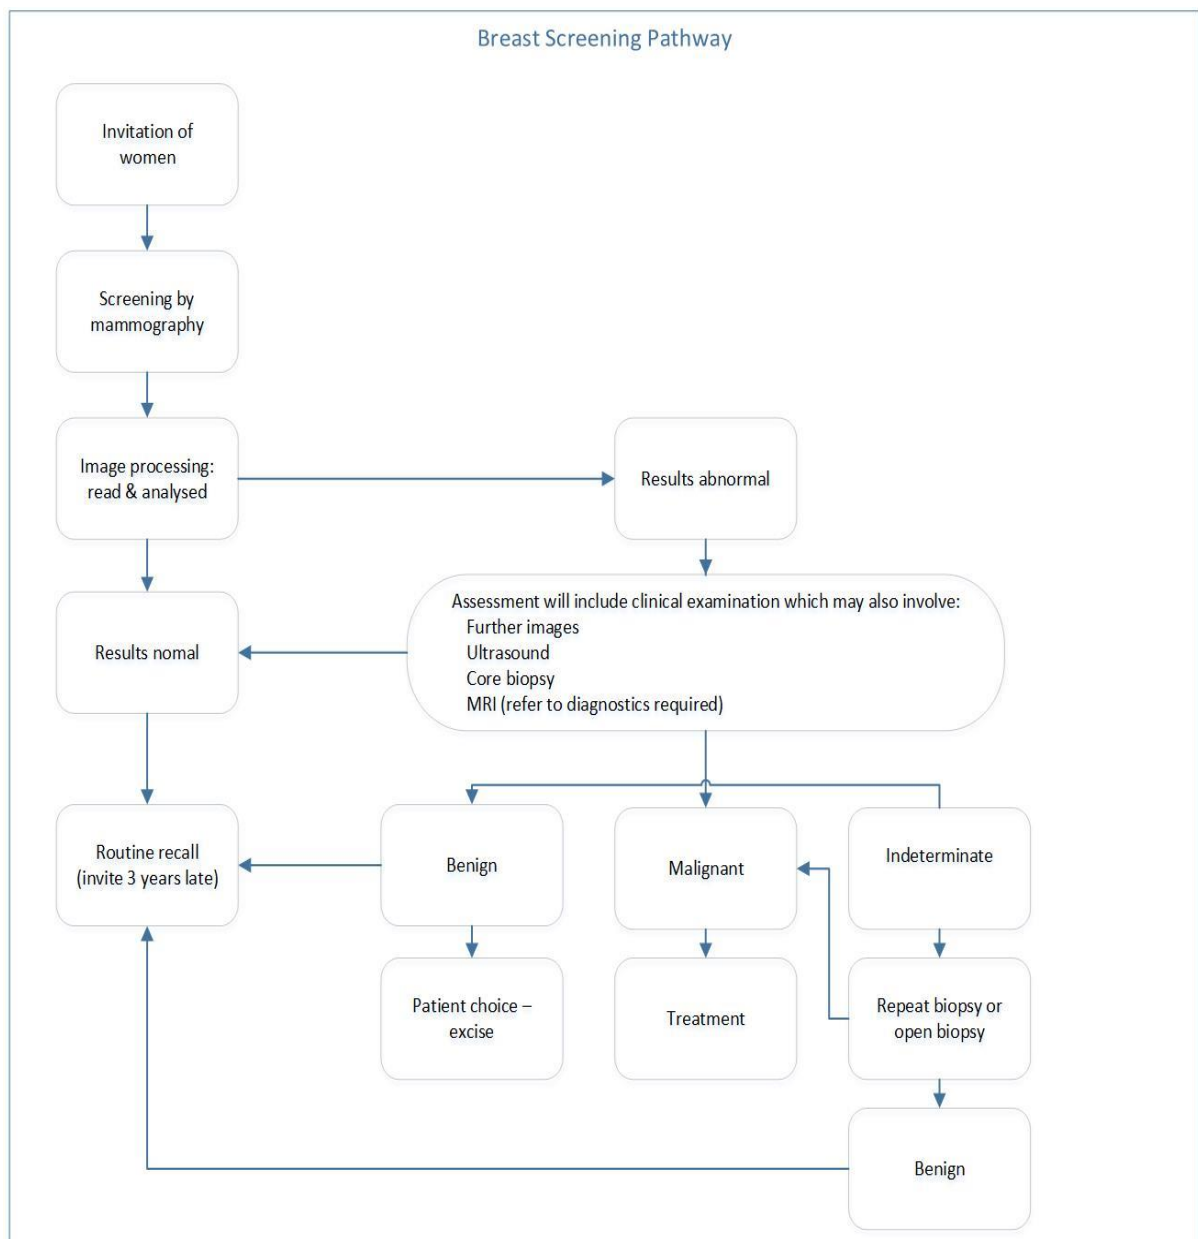 Breast Screening Pathway
Invitation of
women
Screening by
mammography
Image processing:
read & analysed
Results abnormal
Assessment will include clinical examination which may also involve:
Further images
Ultrasound
Core biopsy
MRI (refer to diagnostics required)
Results nomal
Routine recall
(invite 3 years late)
Benign
Malignant
Indeterminate
Patient choice –
excise
Treatment
Repeat biopsy or
open biopsy
Benign